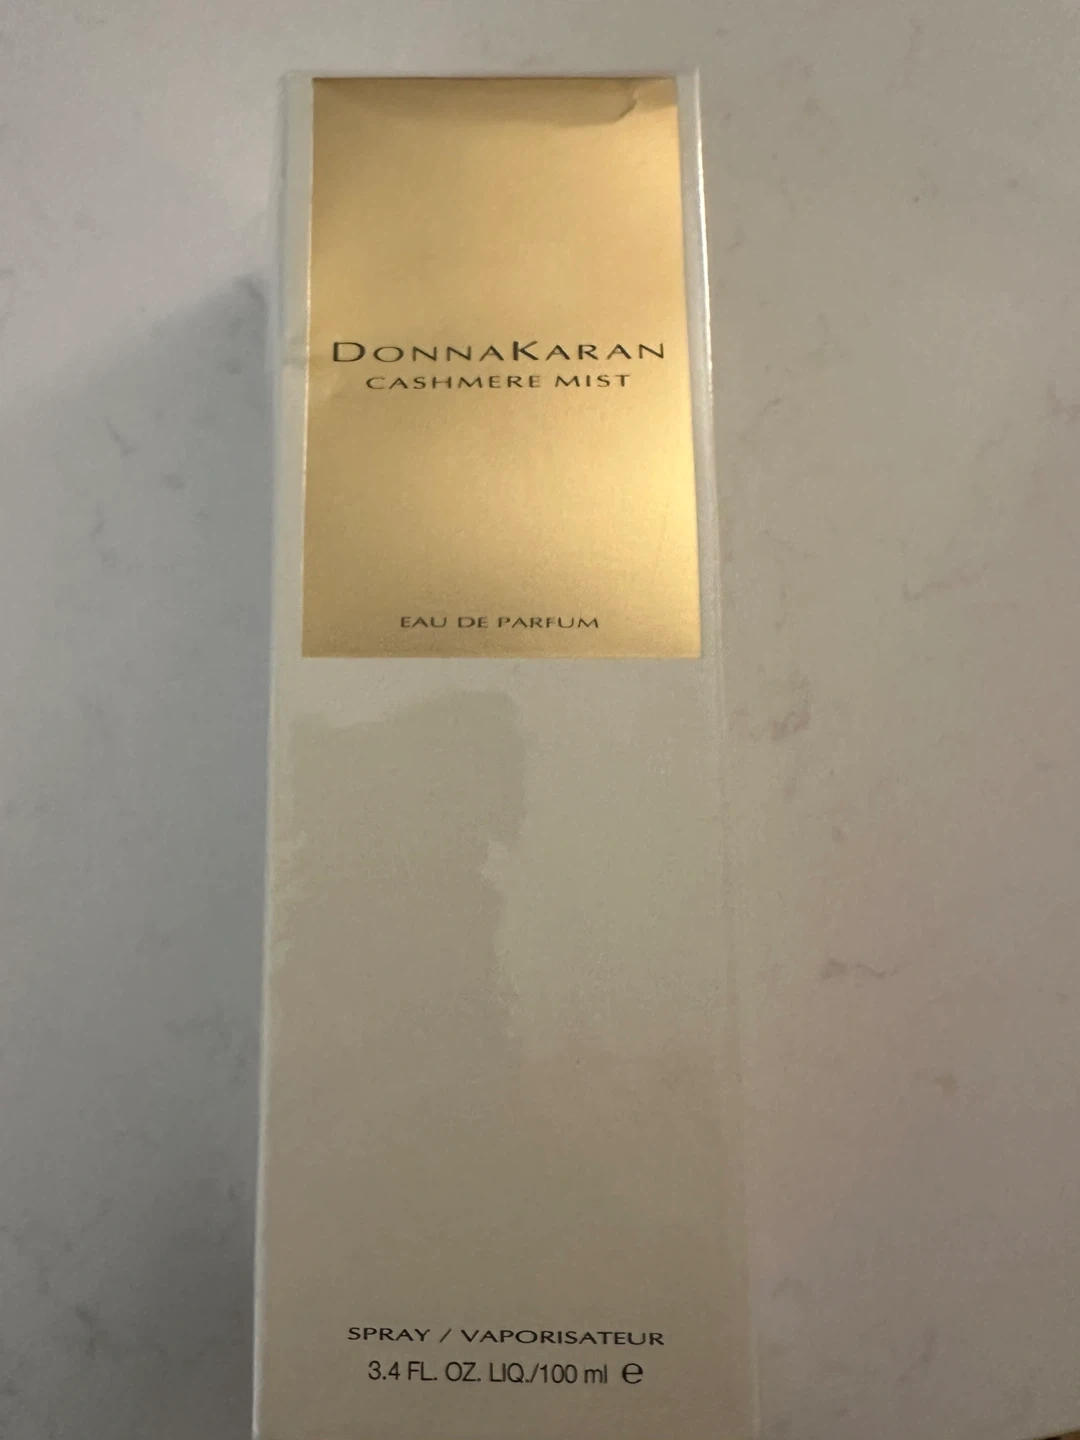 DONNAKARAN
CASHMERE MIST
EAU DE PARFUM
SPRAY / VAPORISATEUR
3.4 FL. OZ. LIQ./100 ml ℮